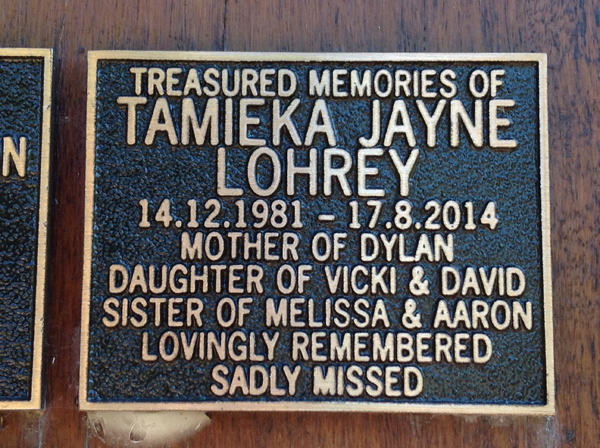 TREASURED MEMORIES OF
TAMIEKA JAYNE
LOHREY
14.12.1981 - 17.8.2014
MOTHER OF DYLAN
DAUGHTER OF VICKI & DAVID
SISTER OF MELISSA & AARON
LOVINGLY REMEMBERED
SADLY MISSED
N